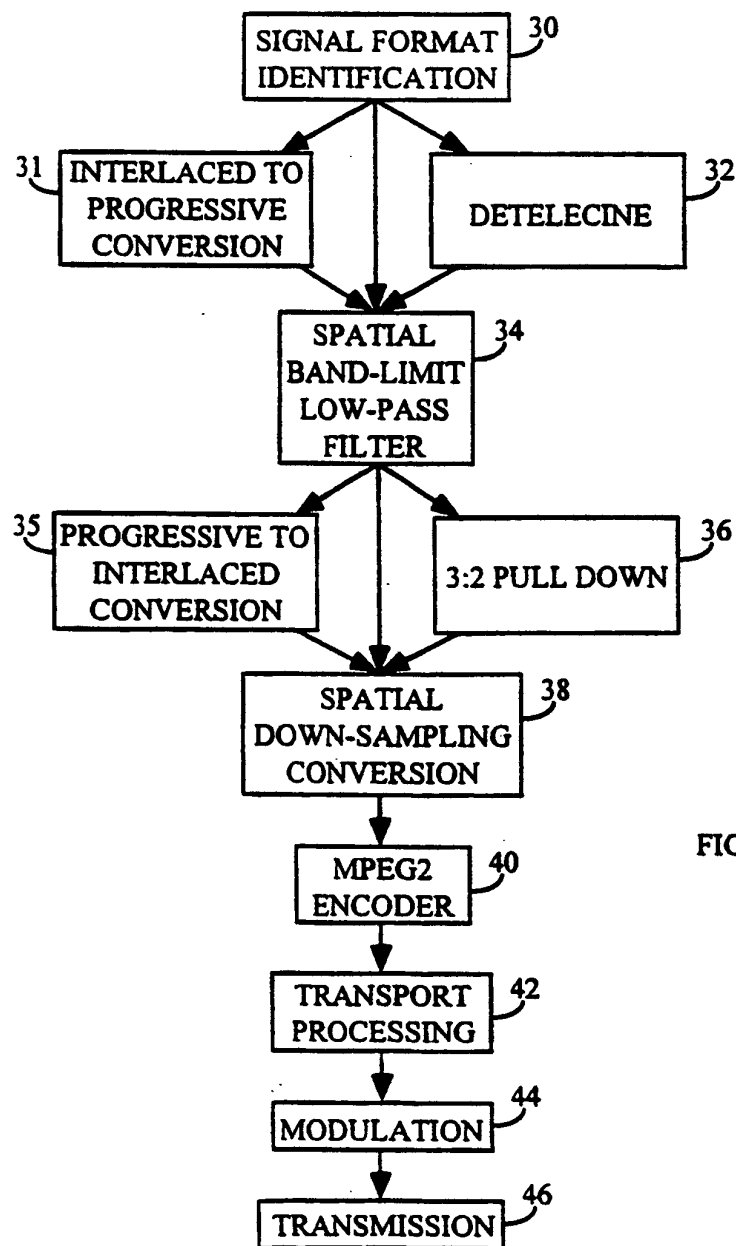 SIGNAL FORMAT
IDENTIFICATION
30
31
INTERLACED TO
PROGRESSIVE
CONVERSION
DETELECINE
32
SPATIAL
BAND-LIMIT
LOW-PASS
FILTER
34
35
PROGRESSIVE TO
INTERLACED
CONVERSION
3:2 PULL DOWN
36
SPATIAL
DOWN-SAMPLING
CONVERSION
38
FIG
MPEG2
ENCODER
40
TRANSPORT
PROCESSING
42
MODULATION
44
TRANSMISSION
46